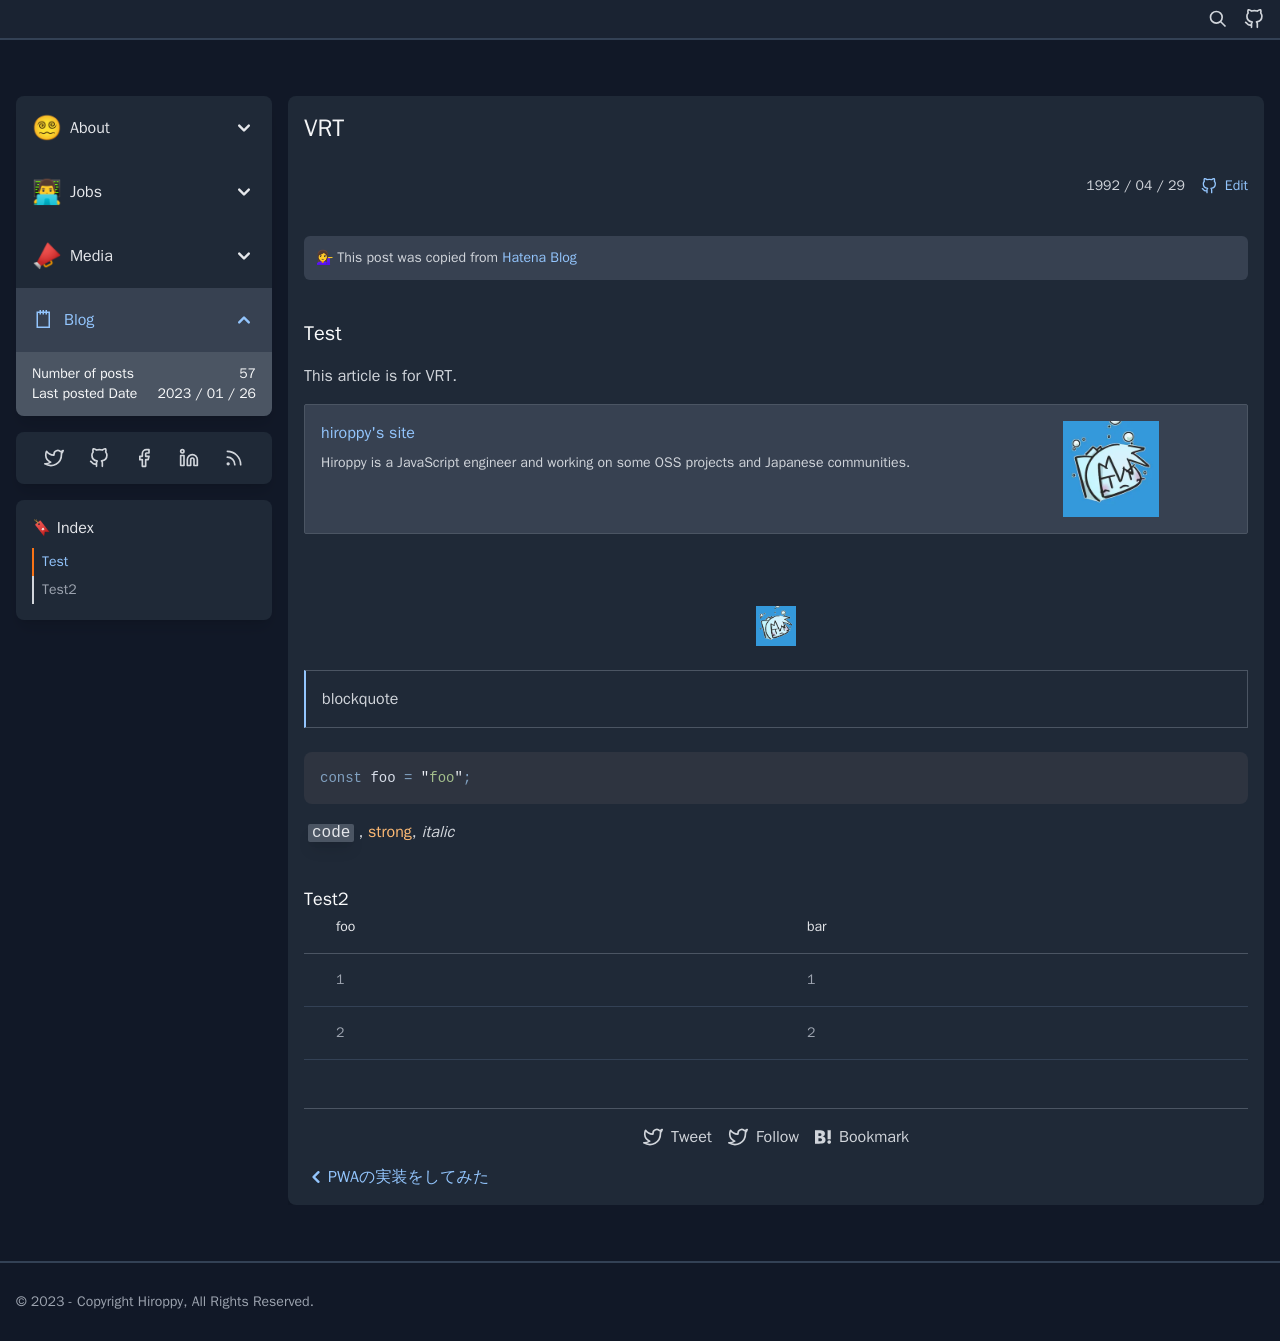 About
Jobs
Media
Blog
Number of posts 57
Last posted Date 2023 / 01 / 26
Index
Test
Test2
VRT
1992 / 04 / 29 Edit
This post was copied from Hatena Blog
Test
This article is for VRT.
hiroppy's site
Hiroppy is a JavaScript engineer and working on some OSS projects and Japanese communities.
blockquote
const foo = "foo";
code , strong, italic
Test2
foo bar
1 1
2 2
Tweet Follow B! Bookmark
PWAの実装をしてみた
© 2023 - Copyright Hiroppy, All Rights Reserved.